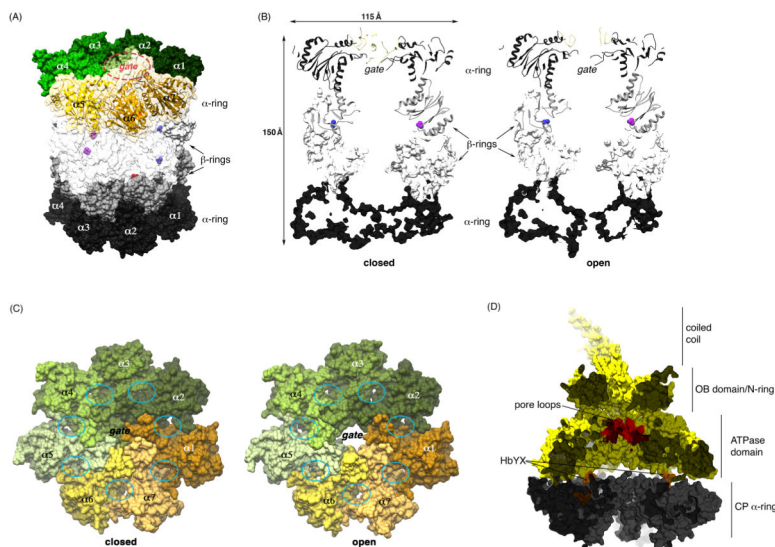 (A)
α3
α2
α4
gate
α1
α5
α6
α-ring
β-rings
α4
α3
α2
α1
α-ring
(B)
115 Å
gate
α-ring
gate
150 Å
β-rings
α-ring
closed
open
(C)
α3
α4
α2
gate
α5
α1
α6
α7
closed
α3
α4
α2
gate
α5
α1
α6
α7
open
(D)
coiled
coil
OB domain/N-ring
pore loops
ATPase
domain
HbYX
CP α-ring